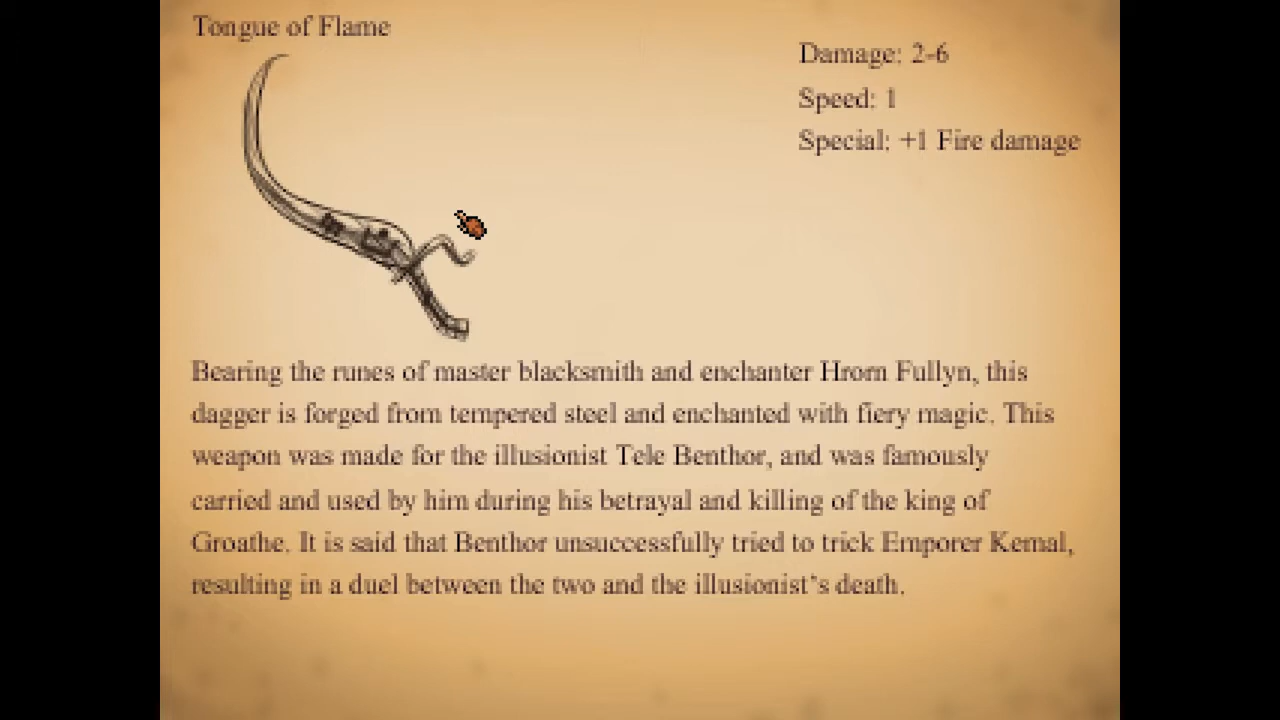 Tongue of Flame
Damage: 2-6
Speed: 1
Special: +1 Fire damage
Bearing the runes of master blacksmith and enchanter Hrom Fullyn, this
dagger is forged from tempered steel and enchanted with fiery magic. This
weapon was made for the illusionist Tele Benthor, and was famously
carried and used by him during his betrayal and killing of the king of
Groathe. It is said that Benthor unsuccessfully tried to trick Emporer Kemal,
resulting in a duel between the two and the illusionist's death.